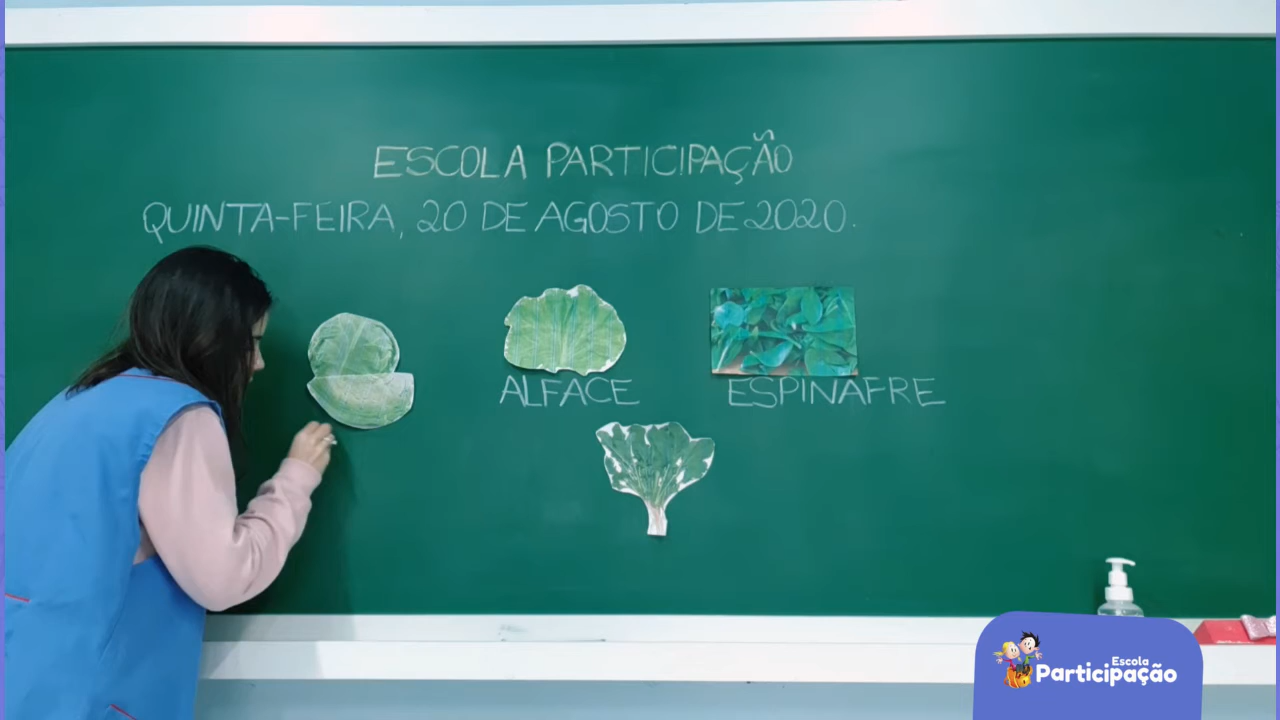 ESCOLA PARTICIPAÇÃO
QUINTA-FEIRA, 20 DE AGOSTO DE 2020.
ALFACE ESPINAFRE
Escola
Participação